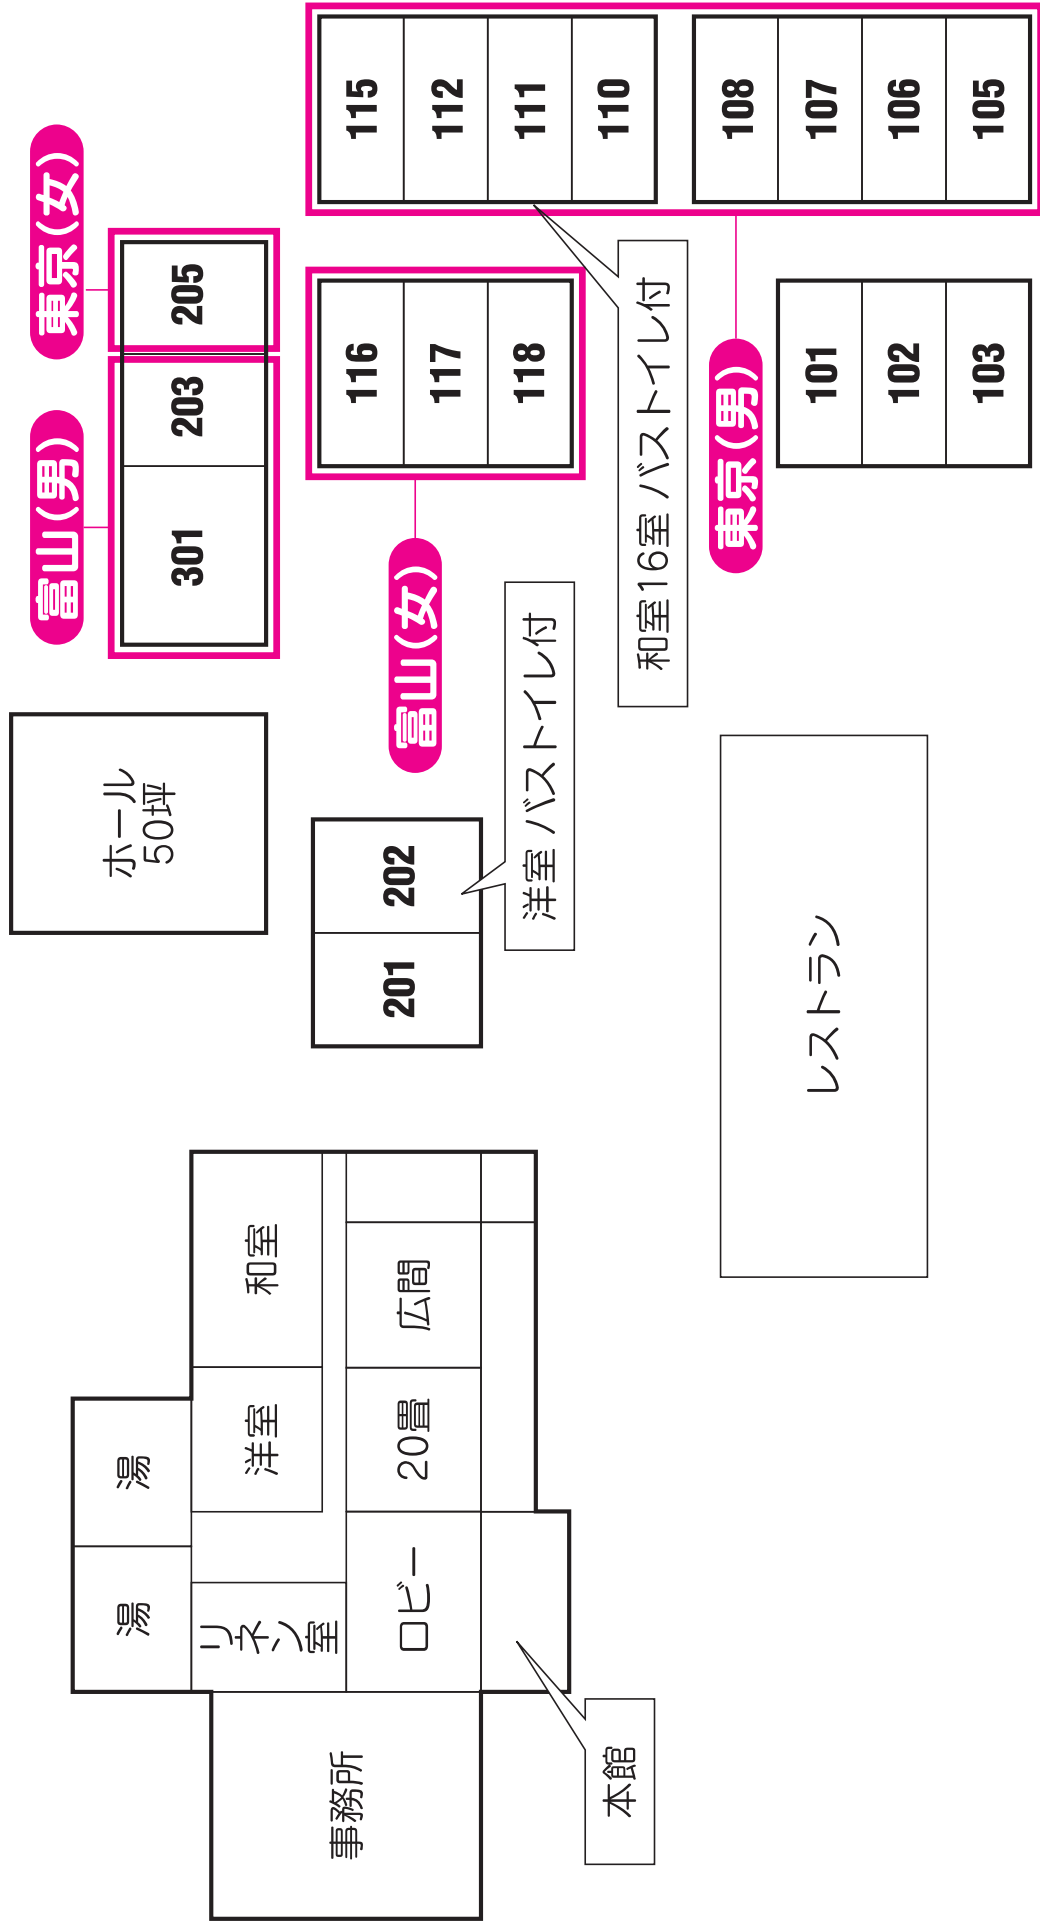 湯
湯
リネン室
洋室
和室
事務所
ロビー
20畳
広間
本館
ホール
50坪
201
202
洋室 バストイレ付
レストラン
富山(男)
東京(女)
301
203
205
116
117
118
富山(女)
115
112
111
110
108
107
106
105
和室16室 バストイレ付
東京(男)
101
102
103